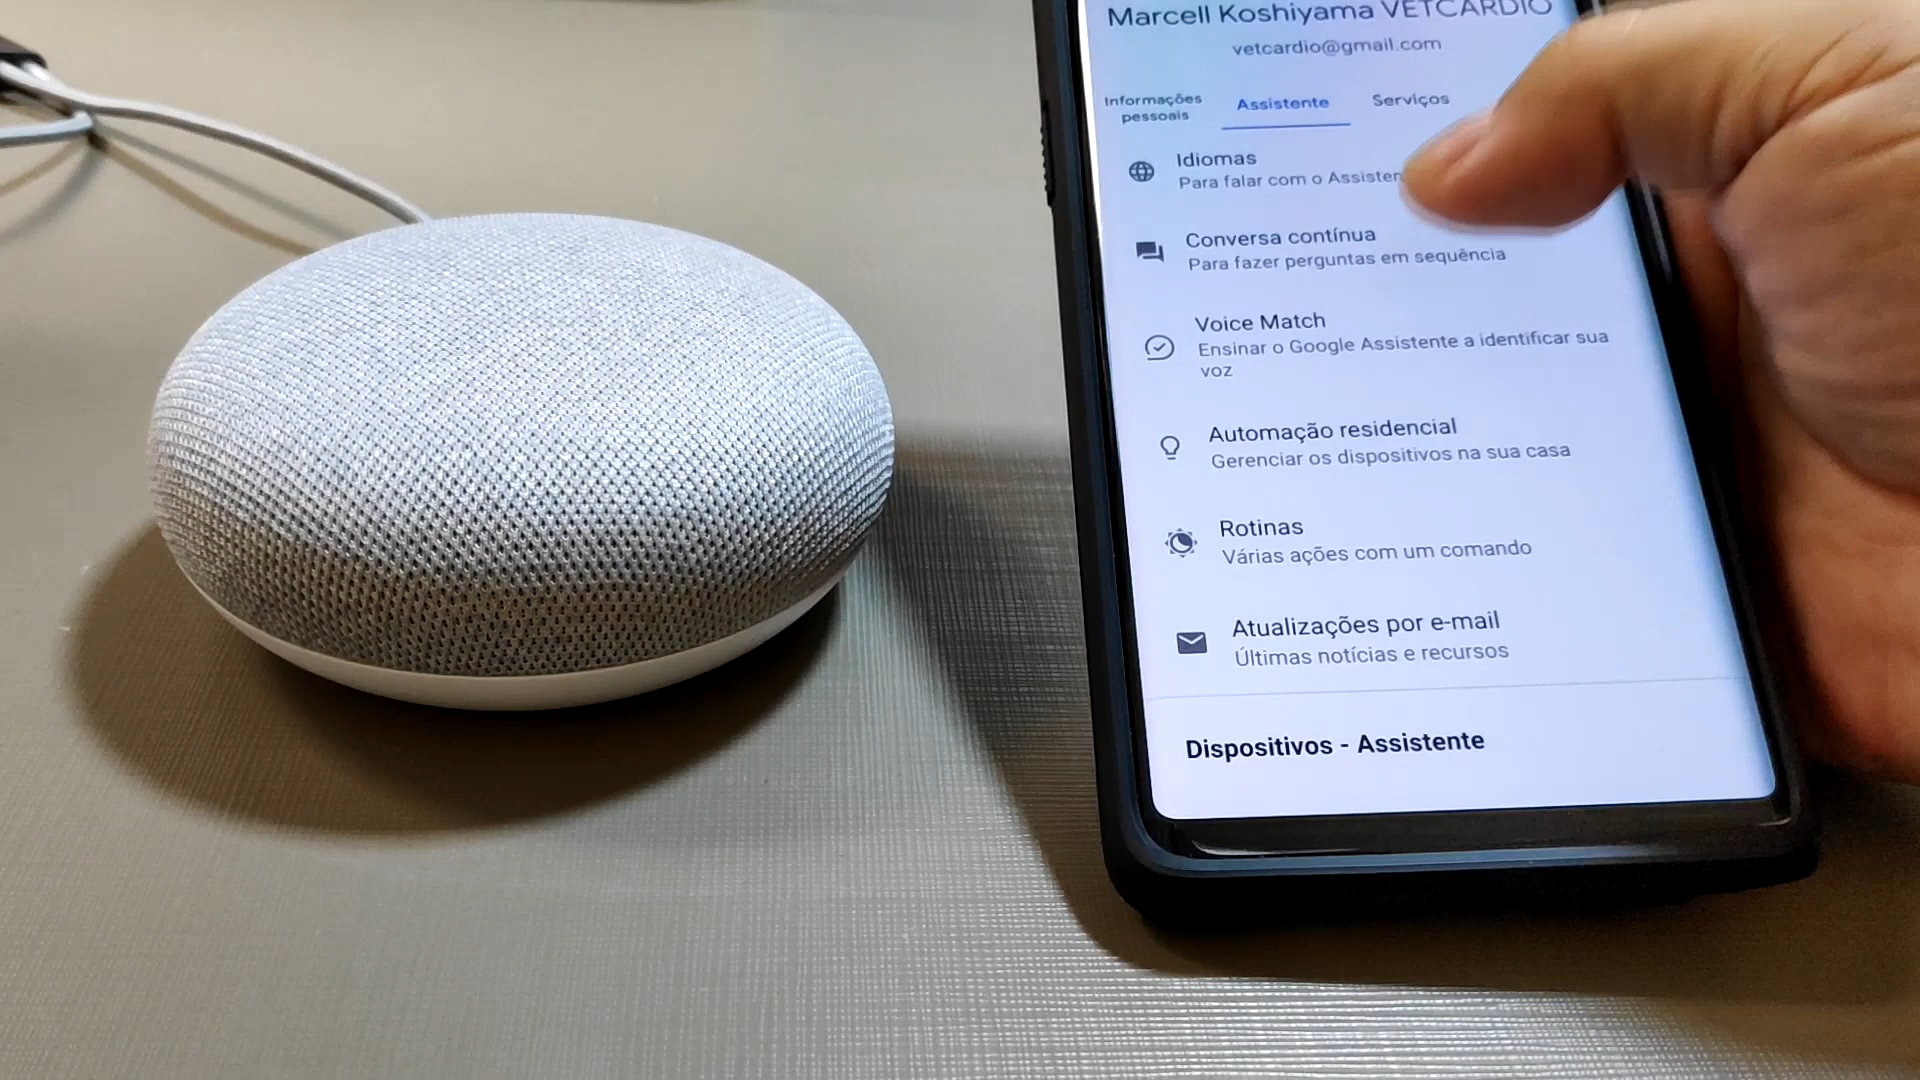 Marcell Koshiyama VETCARDIO
vetcardio@gmail.com
Informações
pessoais
Assistente
Serviços
Idiomas
Para falar com o
Conversa contínua
Para fazer perguntas em sequência
Voice Match
Ensinar o Google Assistente a identificar sua
voz
Automação residencial
Gerenciar os dispositivos na sua casa
Rotinas
Várias ações com um comando
Atualizações por e-mail
Últimas notícias e recursos
Dispositivos - Assistente